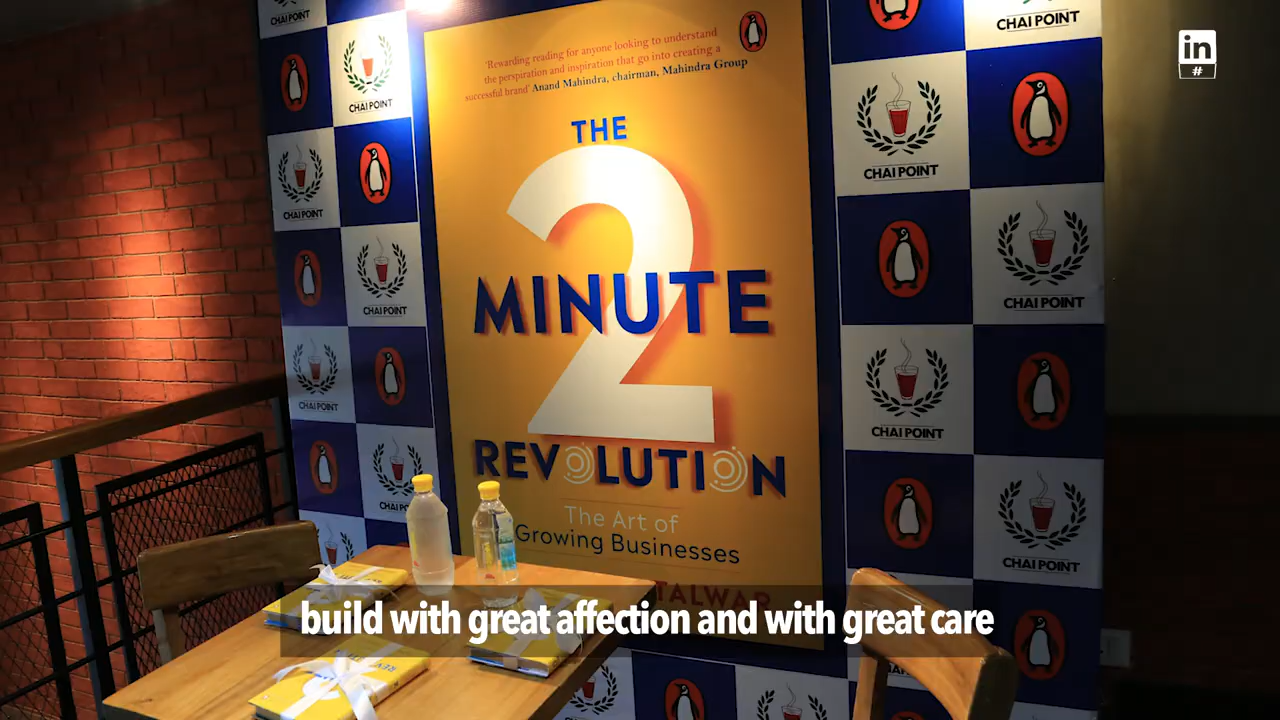 CHAI POINT
CHAI POINT
CHAI POINT
CHAI POINT
CHAI POINT
CHAI
'Rewarding reading for anyone looking to understand
the perspiration and inspiration that go into creating a
successful brand' Anand Mahindra, chairman, Mahindra Group
THE
2
MINUTE
REVOLUTION
The Art of
Growing Businesses
TALWAR
CHAI POINT
CHAI POINT
CHAI POINT
CHAI POINT
CHAI POINT
in
#
build with great affection and with great care